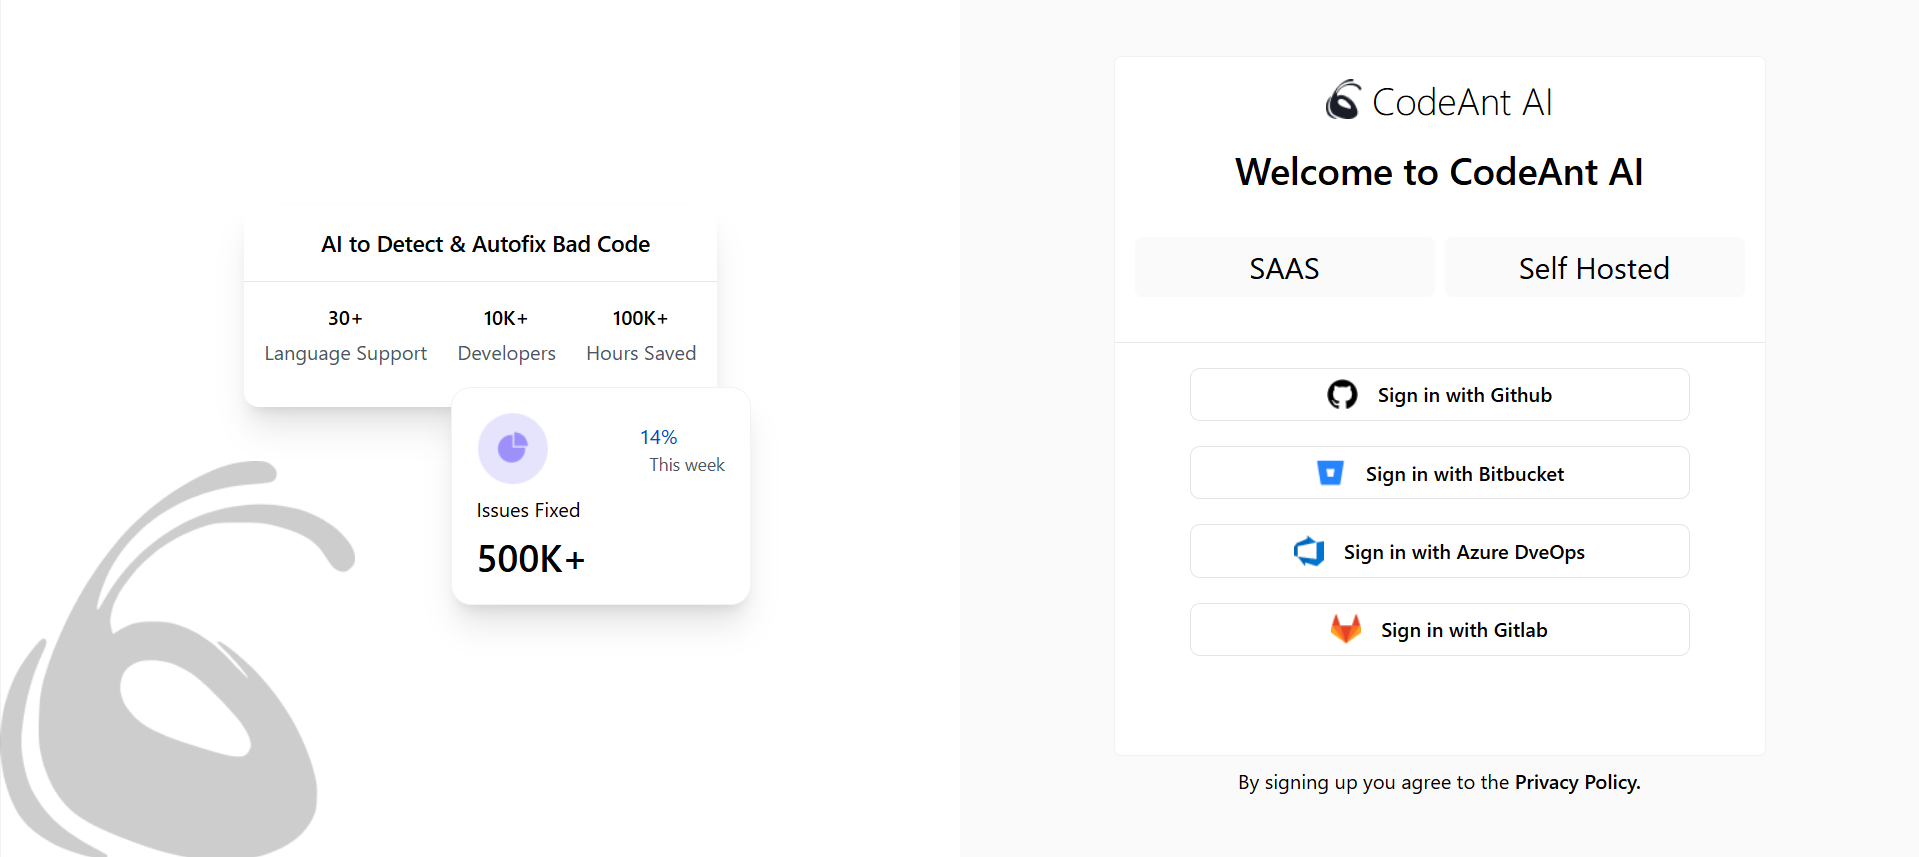 AI to Detect & Autofix Bad Code
30+
Language Support
10K+
Developers
100K+
Hours Saved
14%
This week
Issues Fixed
500K+
CodeAnt AI
Welcome to CodeAnt AI
SAAS
Self Hosted
Sign in with Github
Sign in with Bitbucket
Sign in with Azure DveOps
Sign in with Gitlab
By signing up you agree to the Privacy Policy.